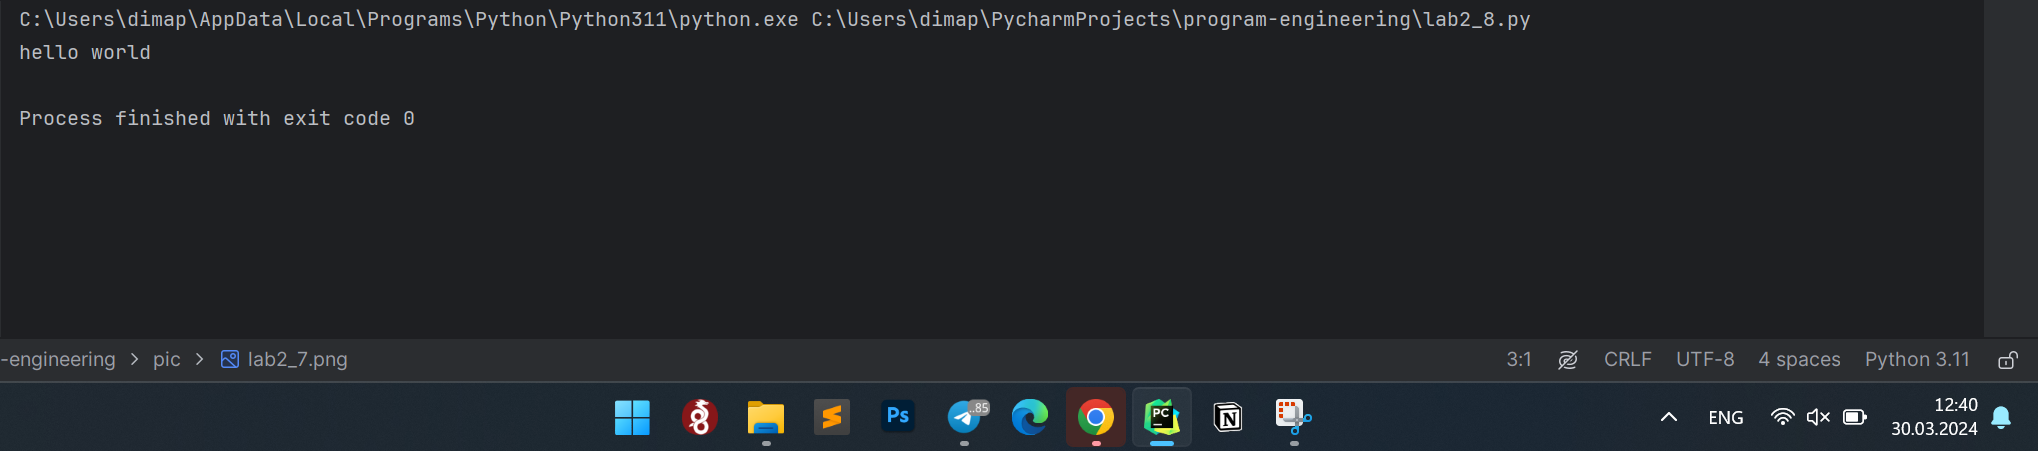 C:\Users\dimap\AppData\Local\Programs\Python\Python311\python.exe C:\Users\dimap\PycharmProjects\program-engineering\lab2_8.py
hello world
Process finished with exit code 0
-engineering > pic > lab2_7.png
3:1 CRLF UTF-8 4 spaces Python 3.11
Ps ..85 PC N ENG 12:40
30.03.2024